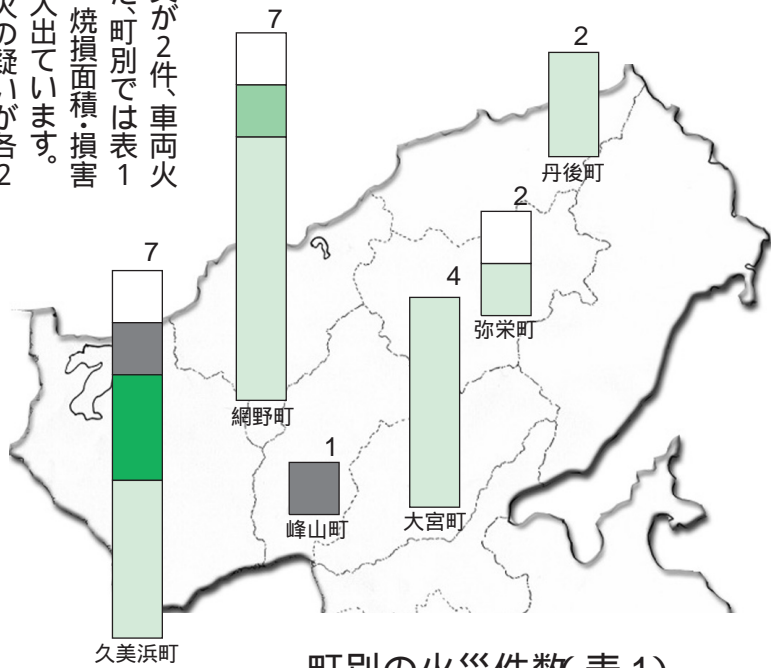 が2件、車両火
、町別では表1
焼損面積・損害
人出ています。
火の疑いが各2
7
網野町
2
丹後町
2
弥栄町
4
大宮町
1
峰山町
7
久美浜町
町別の火災件数(表1)